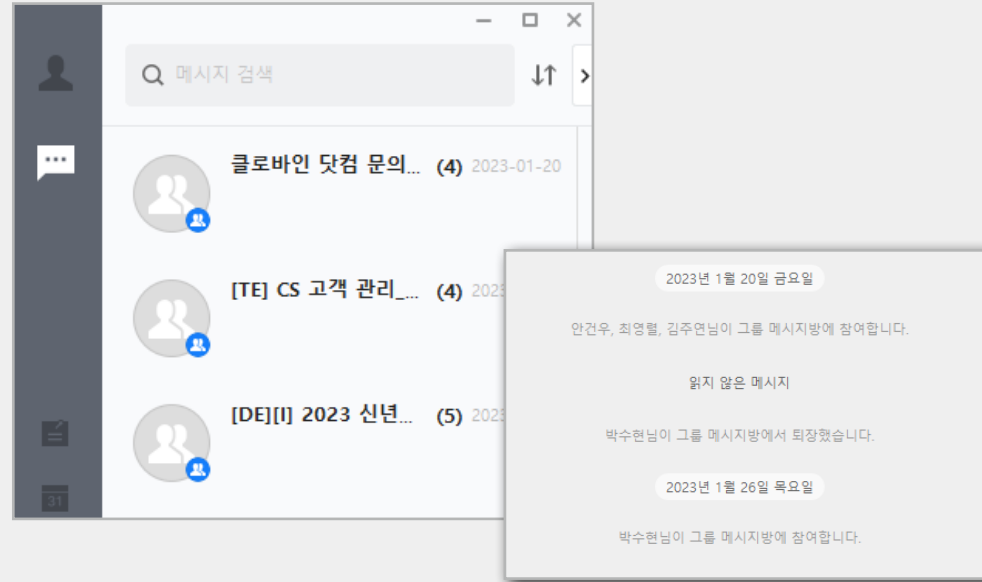 메시지 검색
클로바인 닷컴 문의... (4) 2023-01-20
[TE] CS 고객 관리_... (4)
[DE][I] 2023 신년... (5)
31
2023년 1월 20일 금요일
안건우, 최영렬, 김주연님이 그룹 메시지방에 참여합니다.
읽지 않은 메시지
박수현님이 그룹 메시지방에서 퇴장했습니다.
2023년 1월 26일 목요일
박수현님이 그룹 메시지방에 참여합니다.